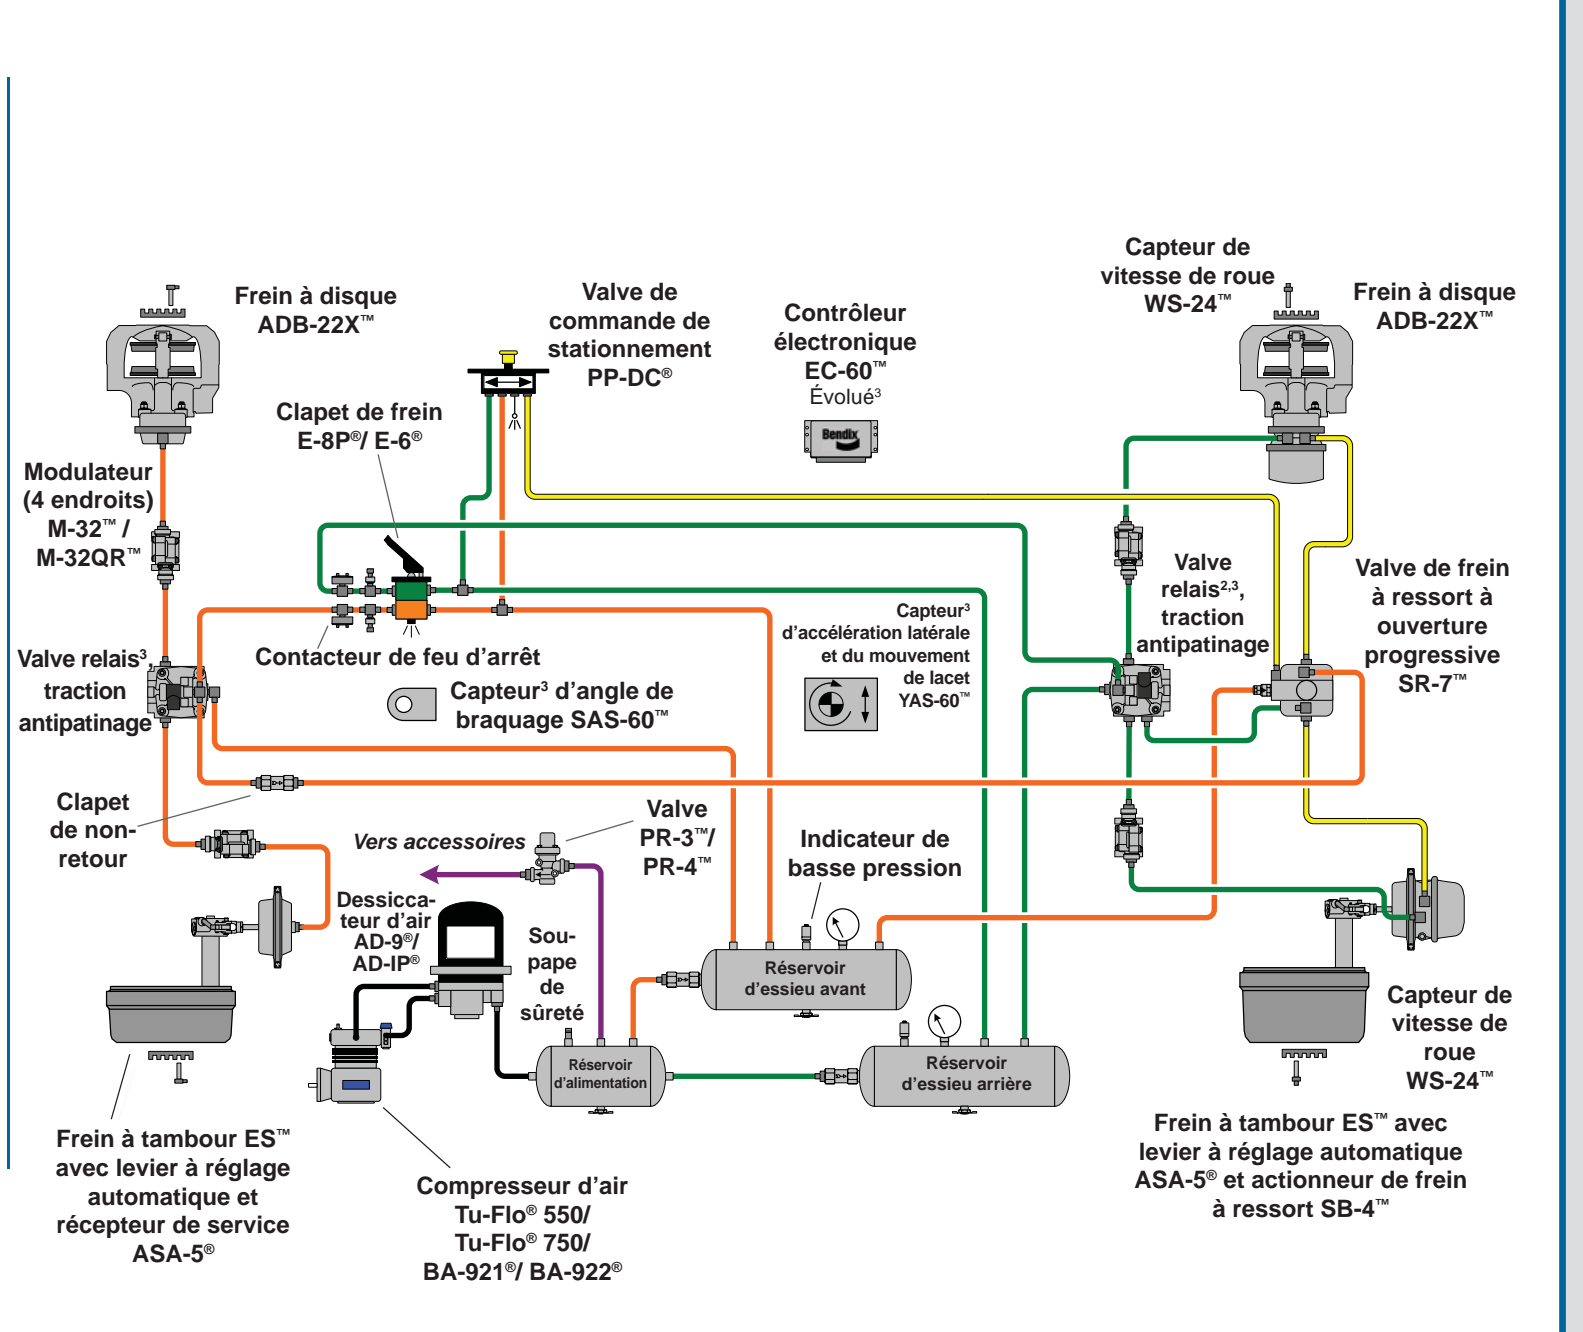 Capteur de
vitesse de roue
WS-24™
Frein à disque
ADB-22X™
Valve de
commande de
stationnement
PP-DC®
Contrôleur
électronique
EC-60™
Évolué³
Bendix
Frein à disque
ADB-22X™
Clapet de frein
E-8P®/ E-6®
Modulateur
(4 endroits)
M-32™ /
M-32QR™
Valve
relais²,³,
traction
antipatinage
Valve de frein
à ressort à
ouverture
progressive
SR-7™
Capteur³
d'accélération latérale
et du mouvement
de lacet
YAS-60™
Contacteur de feu d'arrêt
Valve relais³,
traction
antipatinage
Capteur³ d'angle de
braquage SAS-60™
Clapet
de non-
retour
Vers accessoires
Valve
PR-3™/
PR-4™
Indicateur de
basse pression
Dessicca-
teur d'air
AD-9®/
AD-IP®
Sou-
pape
de
sûreté
Réservoir
d'essieu avant
Réservoir
d'alimentation
Réservoir
d'essieu arrière
Capteur de
vitesse de
roue
WS-24™
Frein à tambour ES™
avec levier à réglage
automatique et
récepteur de service
ASA-5®
Compresseur d'air
Tu-Flo® 550/
Tu-Flo® 750/
BA-921®/ BA-922®
Frein à tambour ES™ avec
levier à réglage automatique
ASA-5® et actionneur de frein
à ressort SB-4™